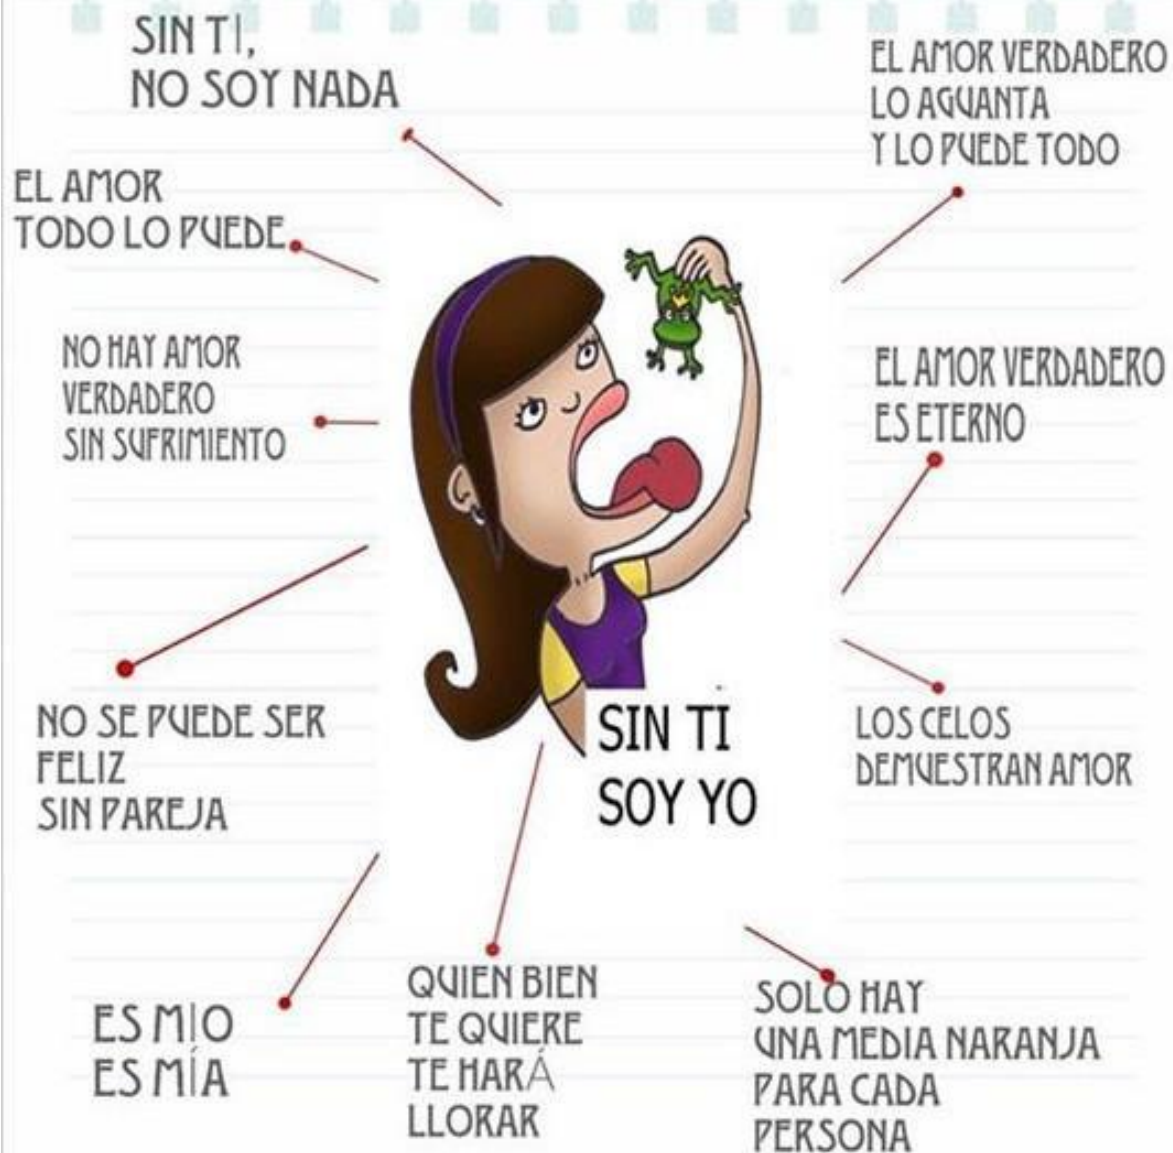 SIN TÍ,
NO SOY NADA
EL AMOR VERDADERO
LO AGUANTA
Y LO PUEDE TODO
EL AMOR
TODO LO PUEDE
NO HAY AMOR
VERDADERO
SIN SUFRIMIENTO
EL AMOR VERDADERO
ES ETERNO
NO SE PUEDE SER
FELIZ
SIN PAREJA
SIN TI
SOY YO
LOS CELOS
DEMUESTRAN AMOR
ES MÍO
ES MÍA
QUIEN BIEN
TE QUIERE
TE HARÁ
LLORAR
SOLO HAY
UNA MEDIA NARANJA
PARA CADA
PERSONA